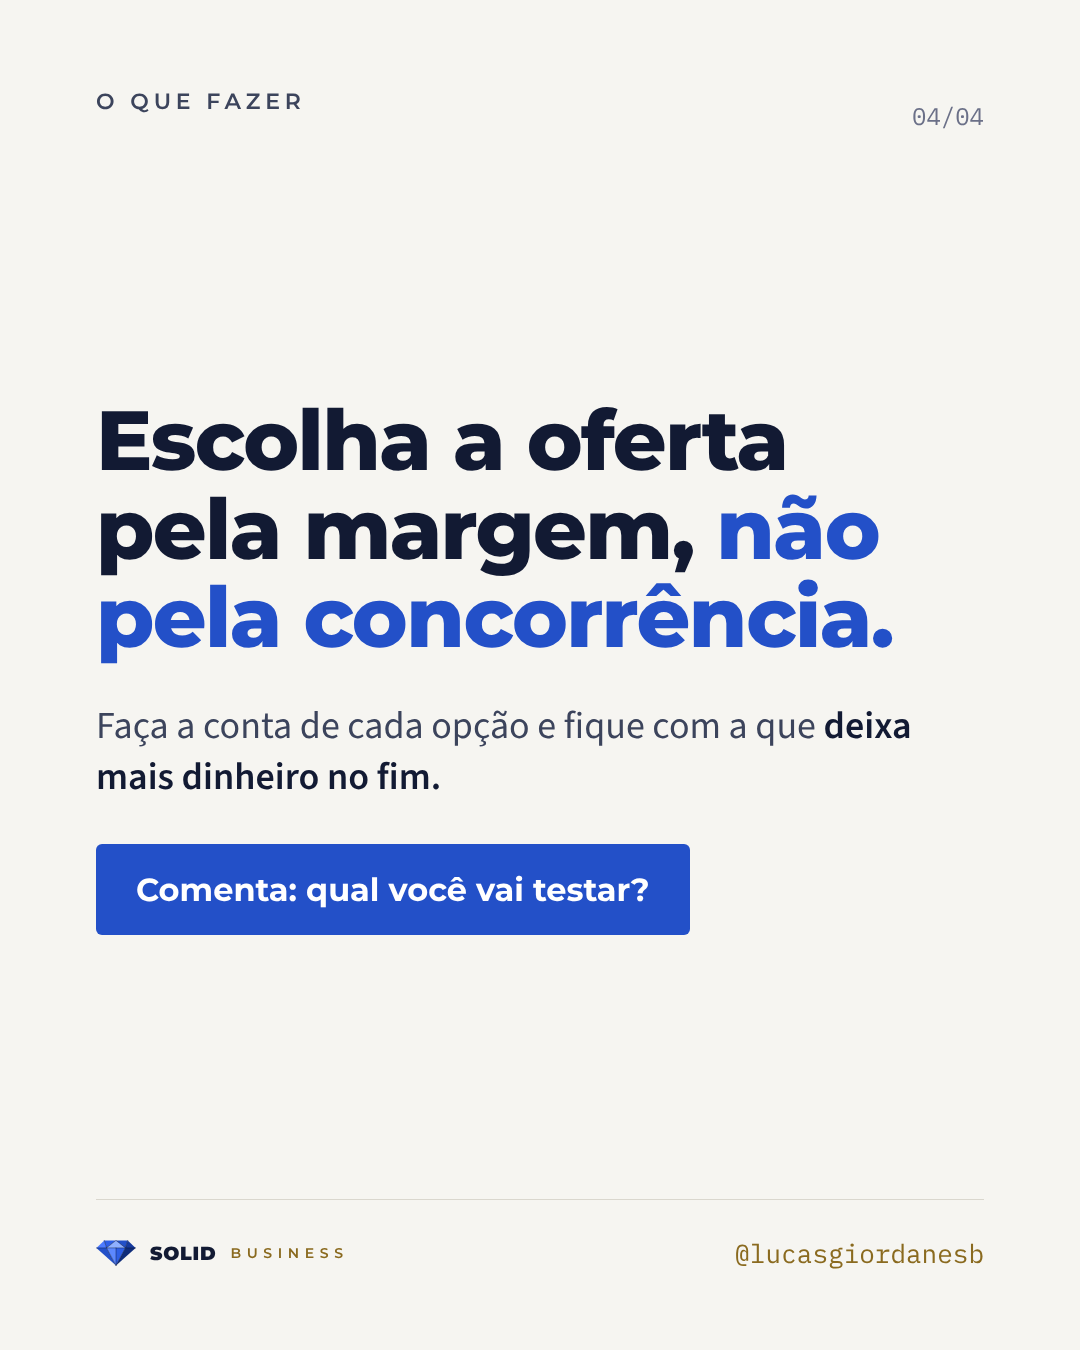 O QUE FAZER
04/04
Escolha a oferta
pela margem, não
pela concorrência.
Faça a conta de cada opção e fique com a que deixa
mais dinheiro no fim.
Comenta: qual você vai testar?
SOLID BUSINESS
@lucasgiordanesb